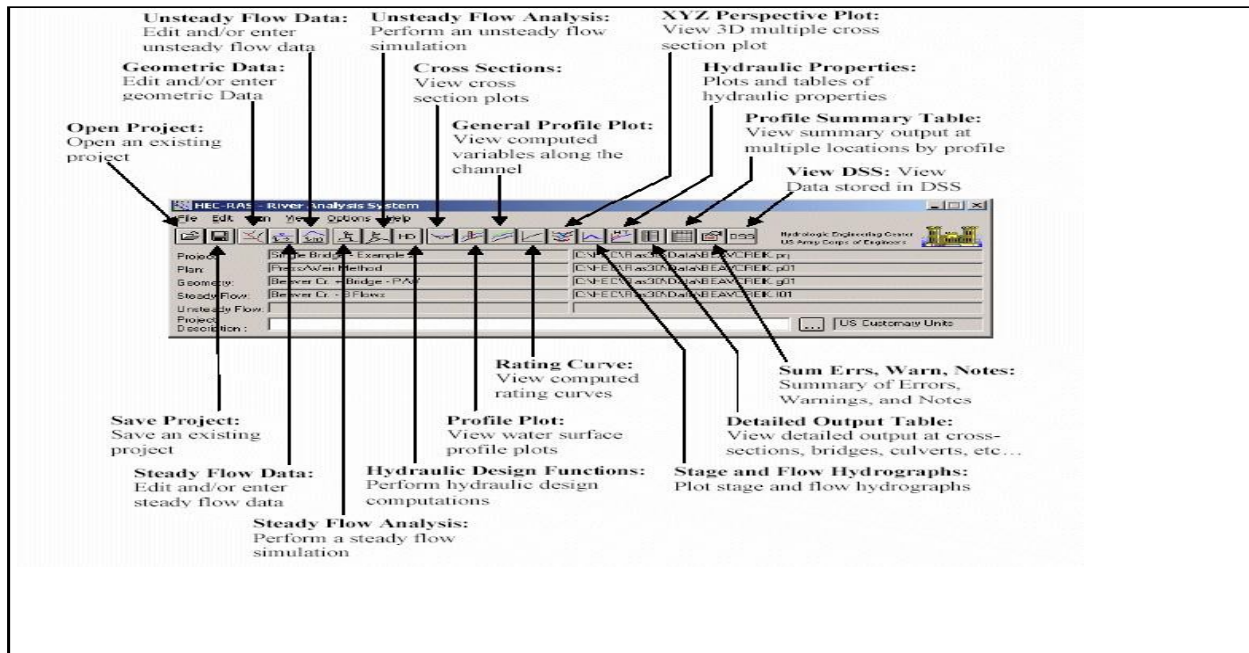 Unsteady Flow Data:
Edit and/or enter
unsteady flow data
Unsteady Flow Analysis:
Perform an unsteady flow
simulation
XYZ Perspective Plot:
View 3D multiple cross
section plot
Geometric Data:
Edit and/or enter
geometric Data
Cross Sections:
View cross
section plots
Hydraulic Properties:
Plots and tables of
hydraulic properties
Open Project:
Open an existing
project
General Profile Plot:
View computed
variables along the
channel
Profile Summary Table:
View summary output at
multiple locations by profile
View DSS: View
Data stored in DSS
HEC-RAS - River Analysis System
File Edit Options Help
HD DSS
Hydrologic Engineering Center
US Army Corps of Engineers
Project: Bridge - Example
Plan: Press/Weir Method
Geometry: Bridge - P/W
Steady Flow: Flows
Unsteady Flow:
Project
Description : ... US Customary Units
Rating Curve:
View computed
rating curves
Sum Errs, Warn, Notes:
Summary of Errors,
Warnings, and Notes
Save Project:
Save an existing
project
Profile Plot:
View water surface
profile plots
Detailed Output Table:
View detailed output at cross-
sections, bridges, culverts, etc…
Steady Flow Data:
Edit and/or enter
steady flow data
Hydraulic Design Functions:
Perform hydraulic design
computations
Stage and Flow Hydrographs:
Plot stage and flow hydrographs
Steady Flow Analysis:
Perform a steady flow
simulation